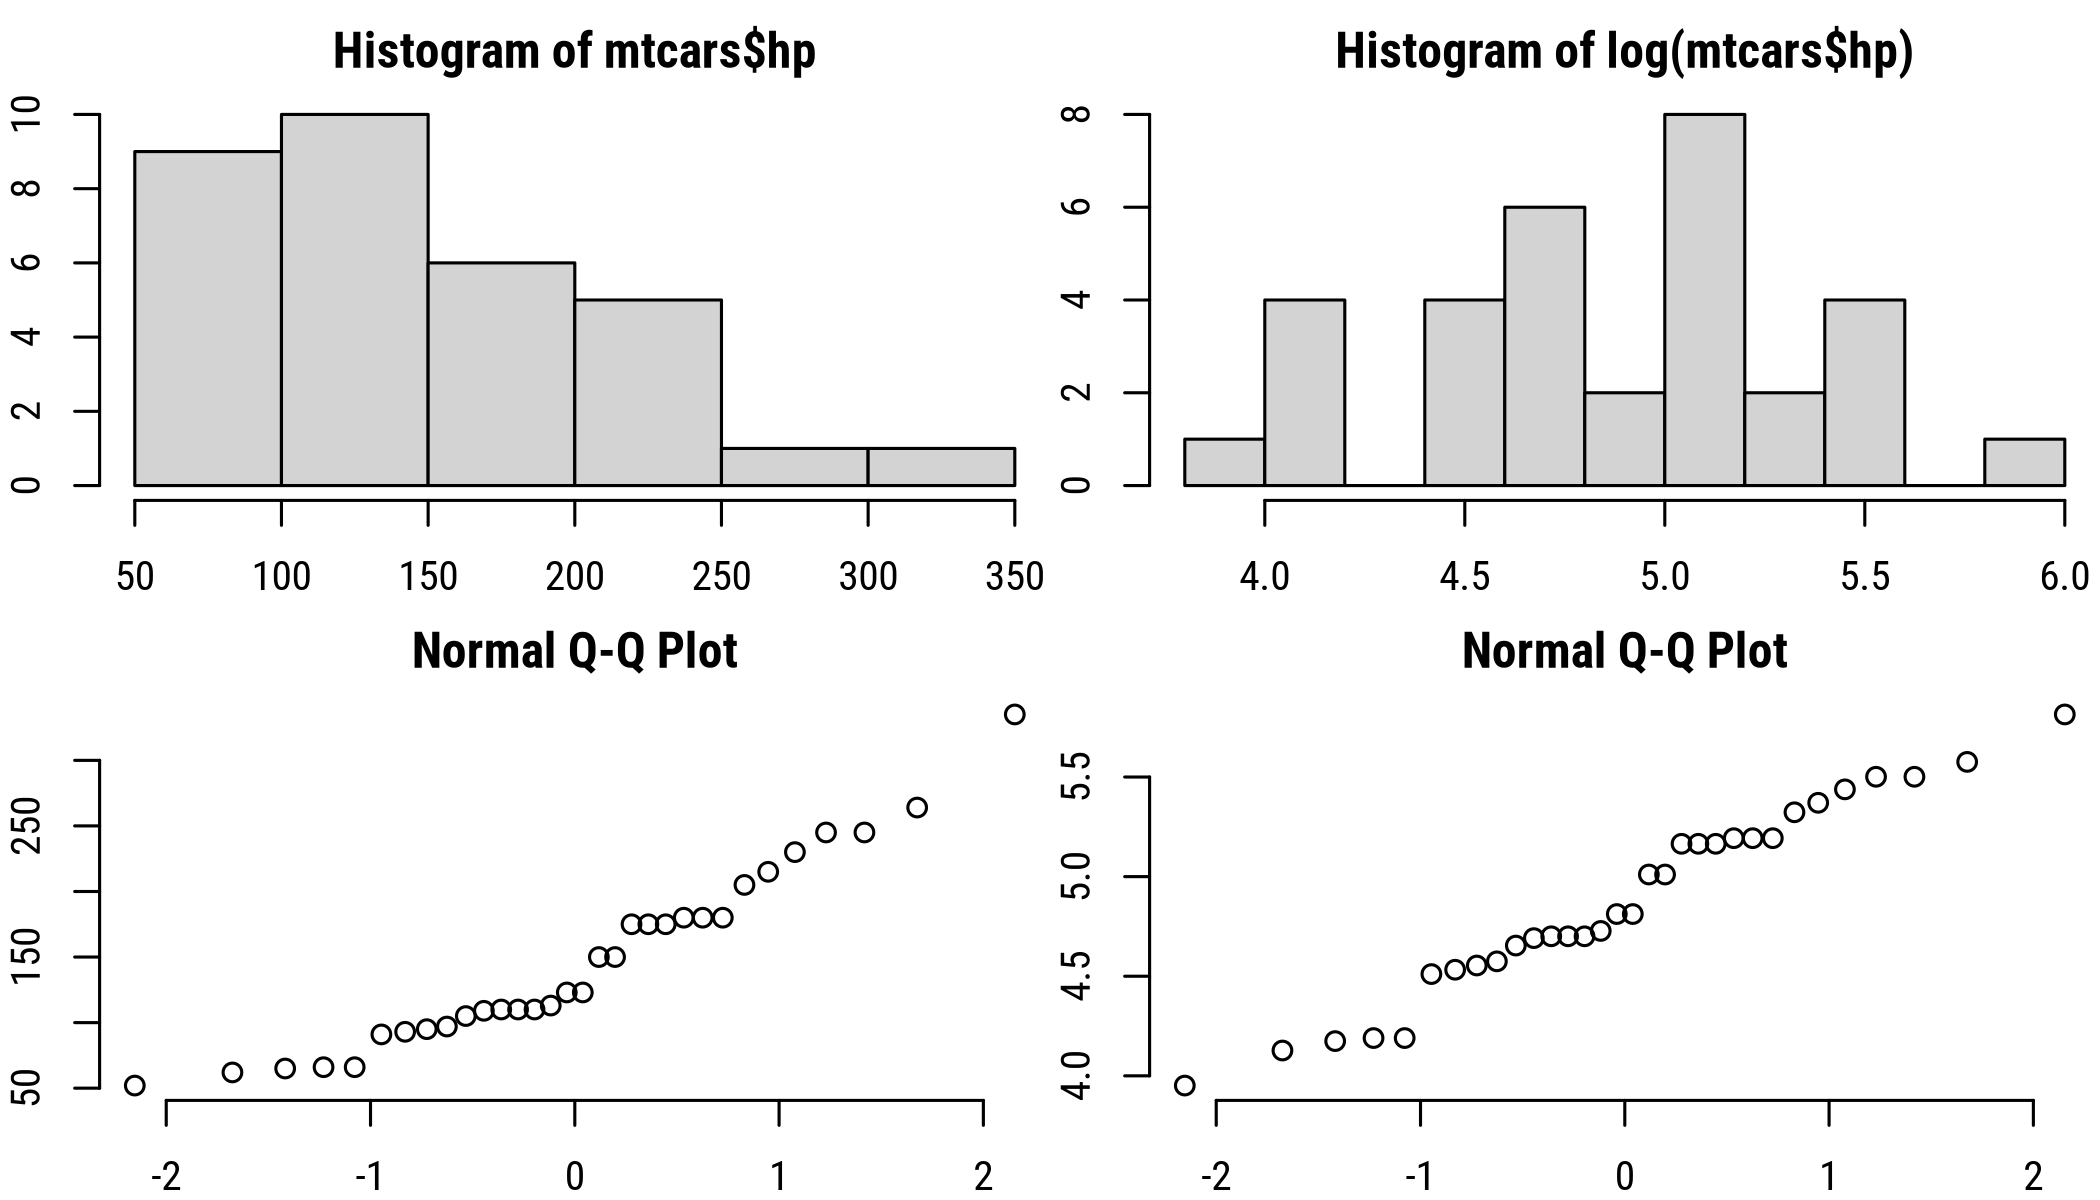 Histogram of mtcars$hp
10
8
6
4
2
0
50 100 150 200 250 300 350
Histogram of log(mtcars$hp)
8
6
4
2
0
4.0 4.5 5.0 5.5 6.0
Normal Q-Q Plot
250
150
50
-2 -1 0 1 2
Normal Q-Q Plot
5.5
5.0
4.5
4.0
-2 -1 0 1 2